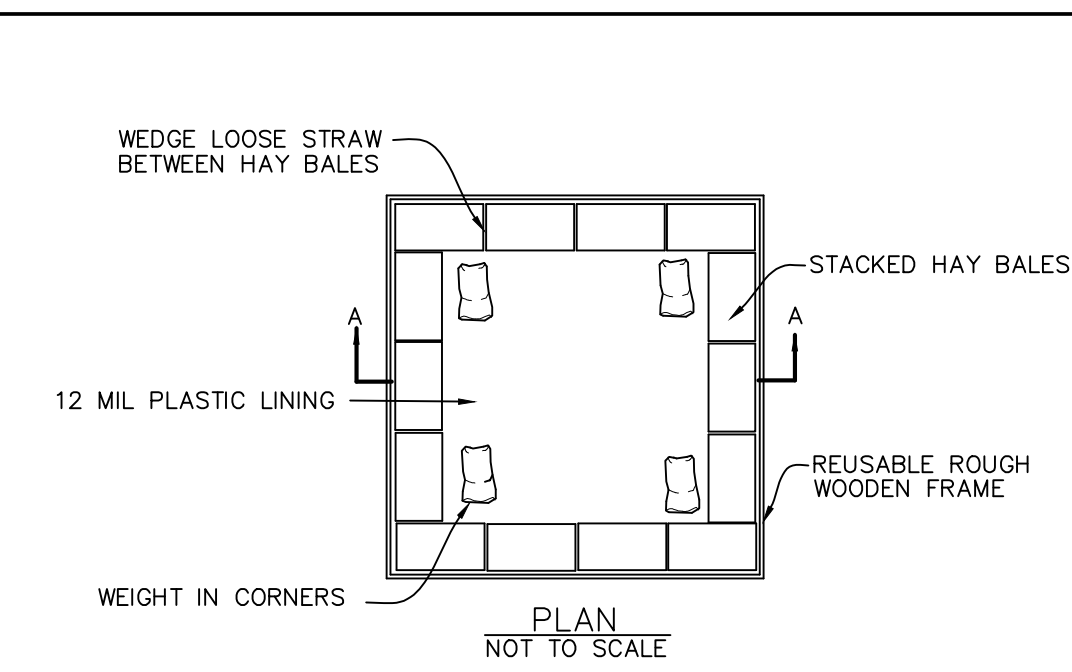 WEDGE LOOSE STRAW
BETWEEN HAY BALES
STACKED HAY BALES
A
A
12 MIL PLASTIC LINING
REUSABLE ROUGH
WOODEN FRAME
WEIGHT IN CORNERS
PLAN
NOT TO SCALE